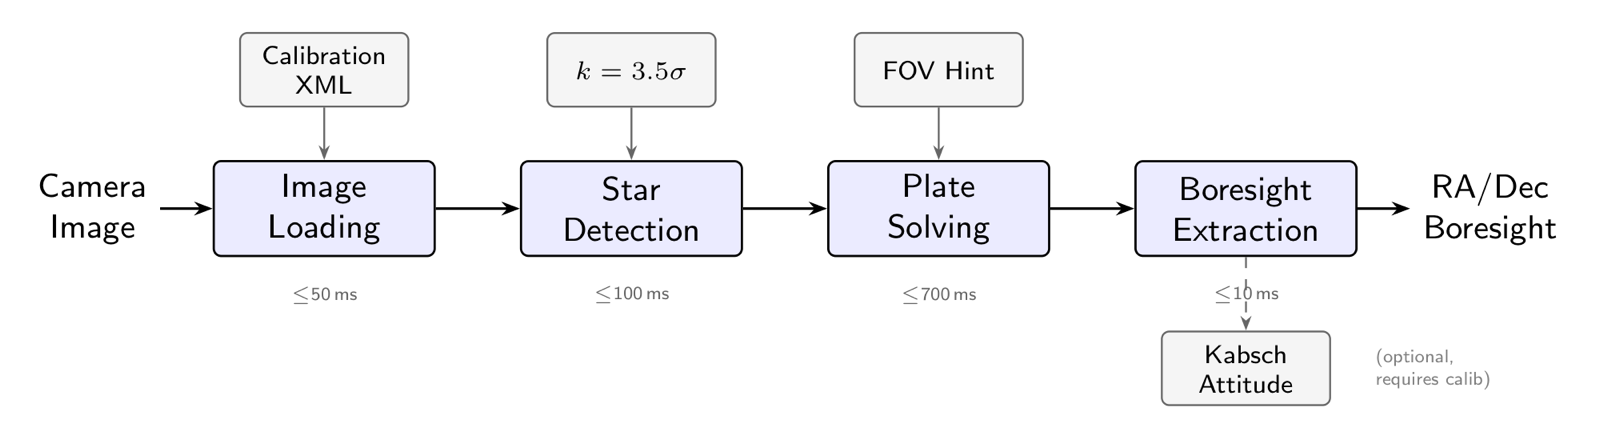 Calibration
XML
k = 3.5σ
FOV Hint
Camera
Image
Image
Loading
Star
Detection
Plate
Solving
Boresight
Extraction
RA/Dec
Boresight
≤50 ms
≤100 ms
≤700 ms
≤10 ms
Kabsch
Attitude
(optional,
requires calib)